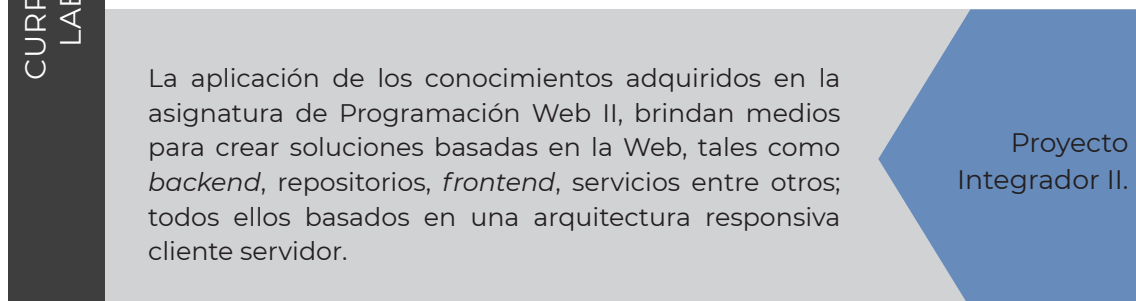 La aplicación de los conocimientos adquiridos en la
asignatura de Programación Web II, brindan medios
para crear soluciones basadas en la Web, tales como
backend, repositorios, frontend, servicios entre otros;
todos ellos basados en una arquitectura responsiva
cliente servidor.
Proyecto
Integrador II.